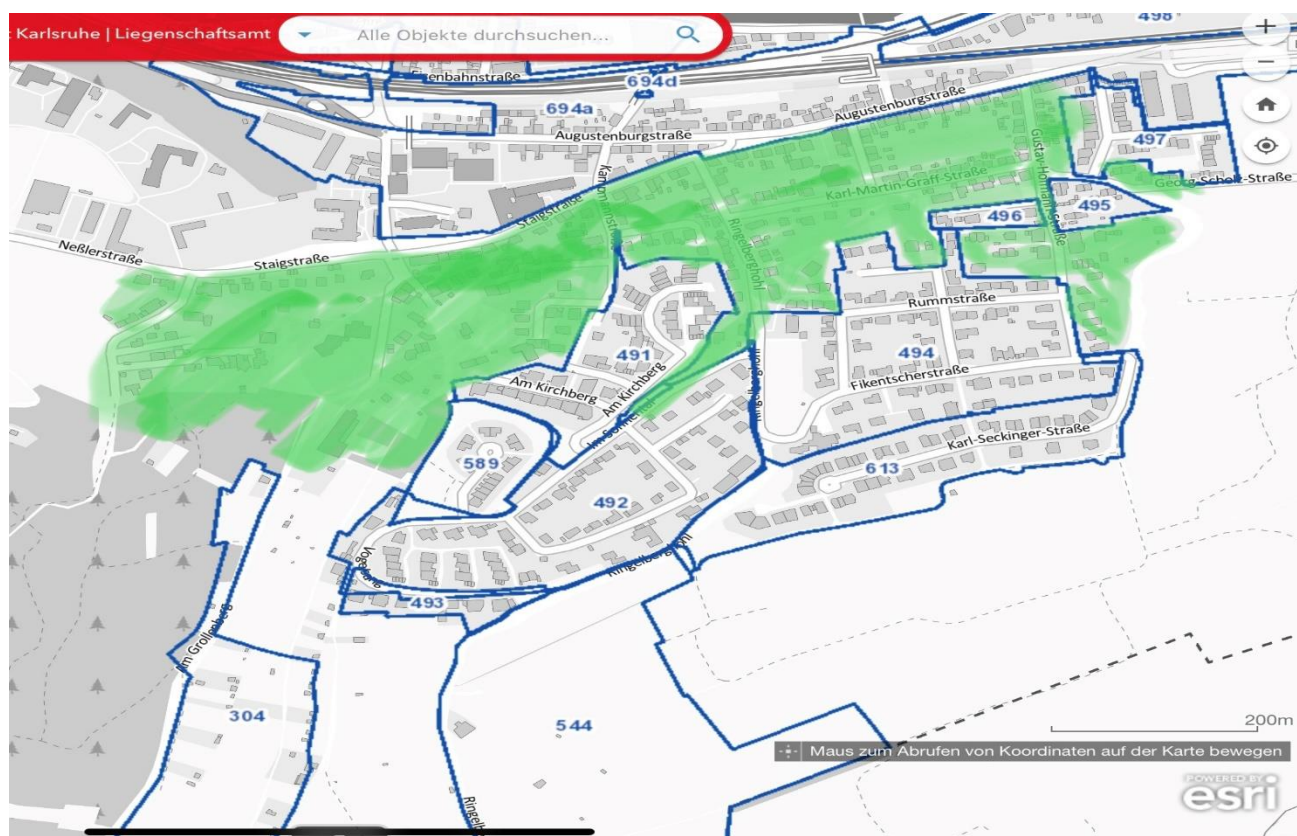 : Karlsruhe | Liegenschaftsamt
Alle Objekte durchsuchen...
498
Eisenbahnstraße
694d
694a
Augustenburgstraße
Augustenburgstraße
497
Gustav-Hofmann-Straße
Georg-Scholz-Straße
Karl-Martin-Graff-Straße
495
496
Staigstraße
Ringelberghohl
Neßlerstraße
Staigstraße
Rummstraße
491
494
Am Kirchberg
Am Kirchberg
Fikentscherstraße
Ringelberghohl
Karl-Seckinger-Straße
589
613
492
Ringelberghohl
493
Am Grollenberg
304
544
200m
Maus zum Abrufen von Koordinaten auf der Karte bewegen
POWERED BY
esri